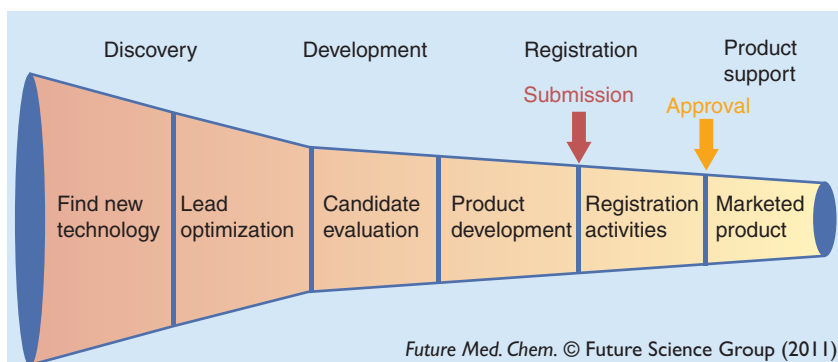 Discovery
Development
Registration
Product
support
Submission
Approval
Find new
technology
Lead
optimization
Candidate
evaluation
Product
development
Registration
activities
Marketed
product
Future Med. Chem. © Future Science Group (2011)